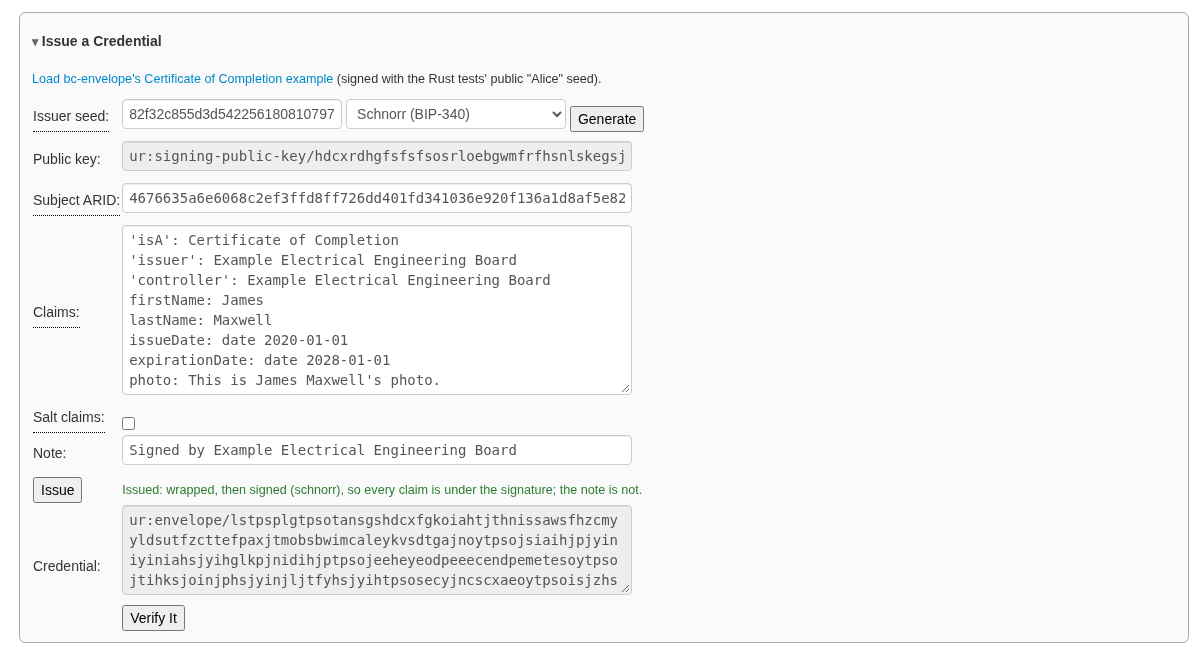 ▾ Issue a Credential
Load bc-envelope's Certificate of Completion example (signed with the Rust tests' public "Alice" seed).
Issuer seed: 82f32c855d3d542256180810797 Schnorr (BIP-340) Generate
Public key: ur:signing-public-key/hdcxrdhgfsfsfsosrloebgwmfrfhsnlskegsj
Subject ARID: 4676635a6e6068c2ef3ffd8ff726dd401fd341036e920f136a1d8af5e82
Claims:
'isA': Certificate of Completion
'issuer': Example Electrical Engineering Board
'controller': Example Electrical Engineering Board
firstName: James
lastName: Maxwell
issueDate: date 2020-01-01
expirationDate: date 2028-01-01
photo: This is James Maxwell's photo.
Salt claims:
Note: Signed by Example Electrical Engineering Board
Issue Issued: wrapped, then signed (schnorr), so every claim is under the signature; the note is not.
Credential:
ur:envelope/lstpsplgtpsotansgshdcxfgkoiahtjthnissawsfhzcmy
yldsutfzcttefpaxjtmobsbwimcaleykvsdtgajnoytpsojsiaihjpjyin
iyiniahsjyihglkpjnidihjptpsojeeheyeodpeeecendpemetesoytpso
jtihksjoinjphsjyinjljtfyhsjyihtpsosecyjncscxaeoytpsoisjzhs
Verify It